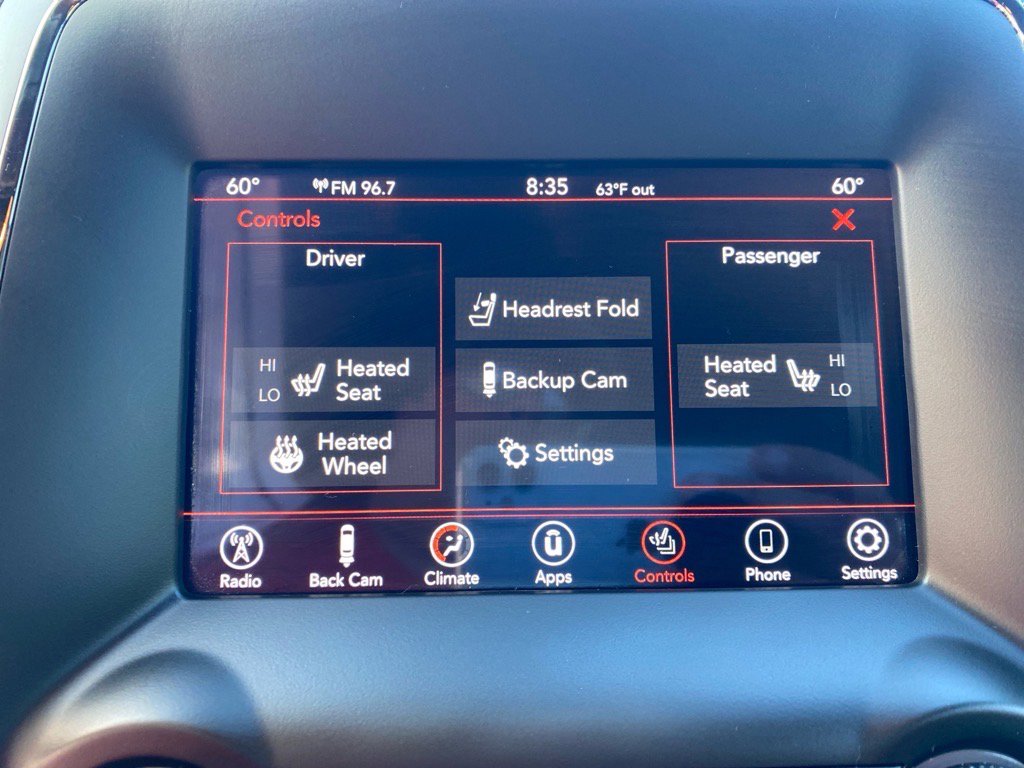 60° FM 96.7 8:35 63°F out 60°
Controls X
Driver
HI
LO
Heated
Seat
Heated
Wheel
Headrest Fold
Backup Cam
Settings
Passenger
Heated
Seat
HI
LO
Radio Back Cam Climate Apps Controls Phone Settings